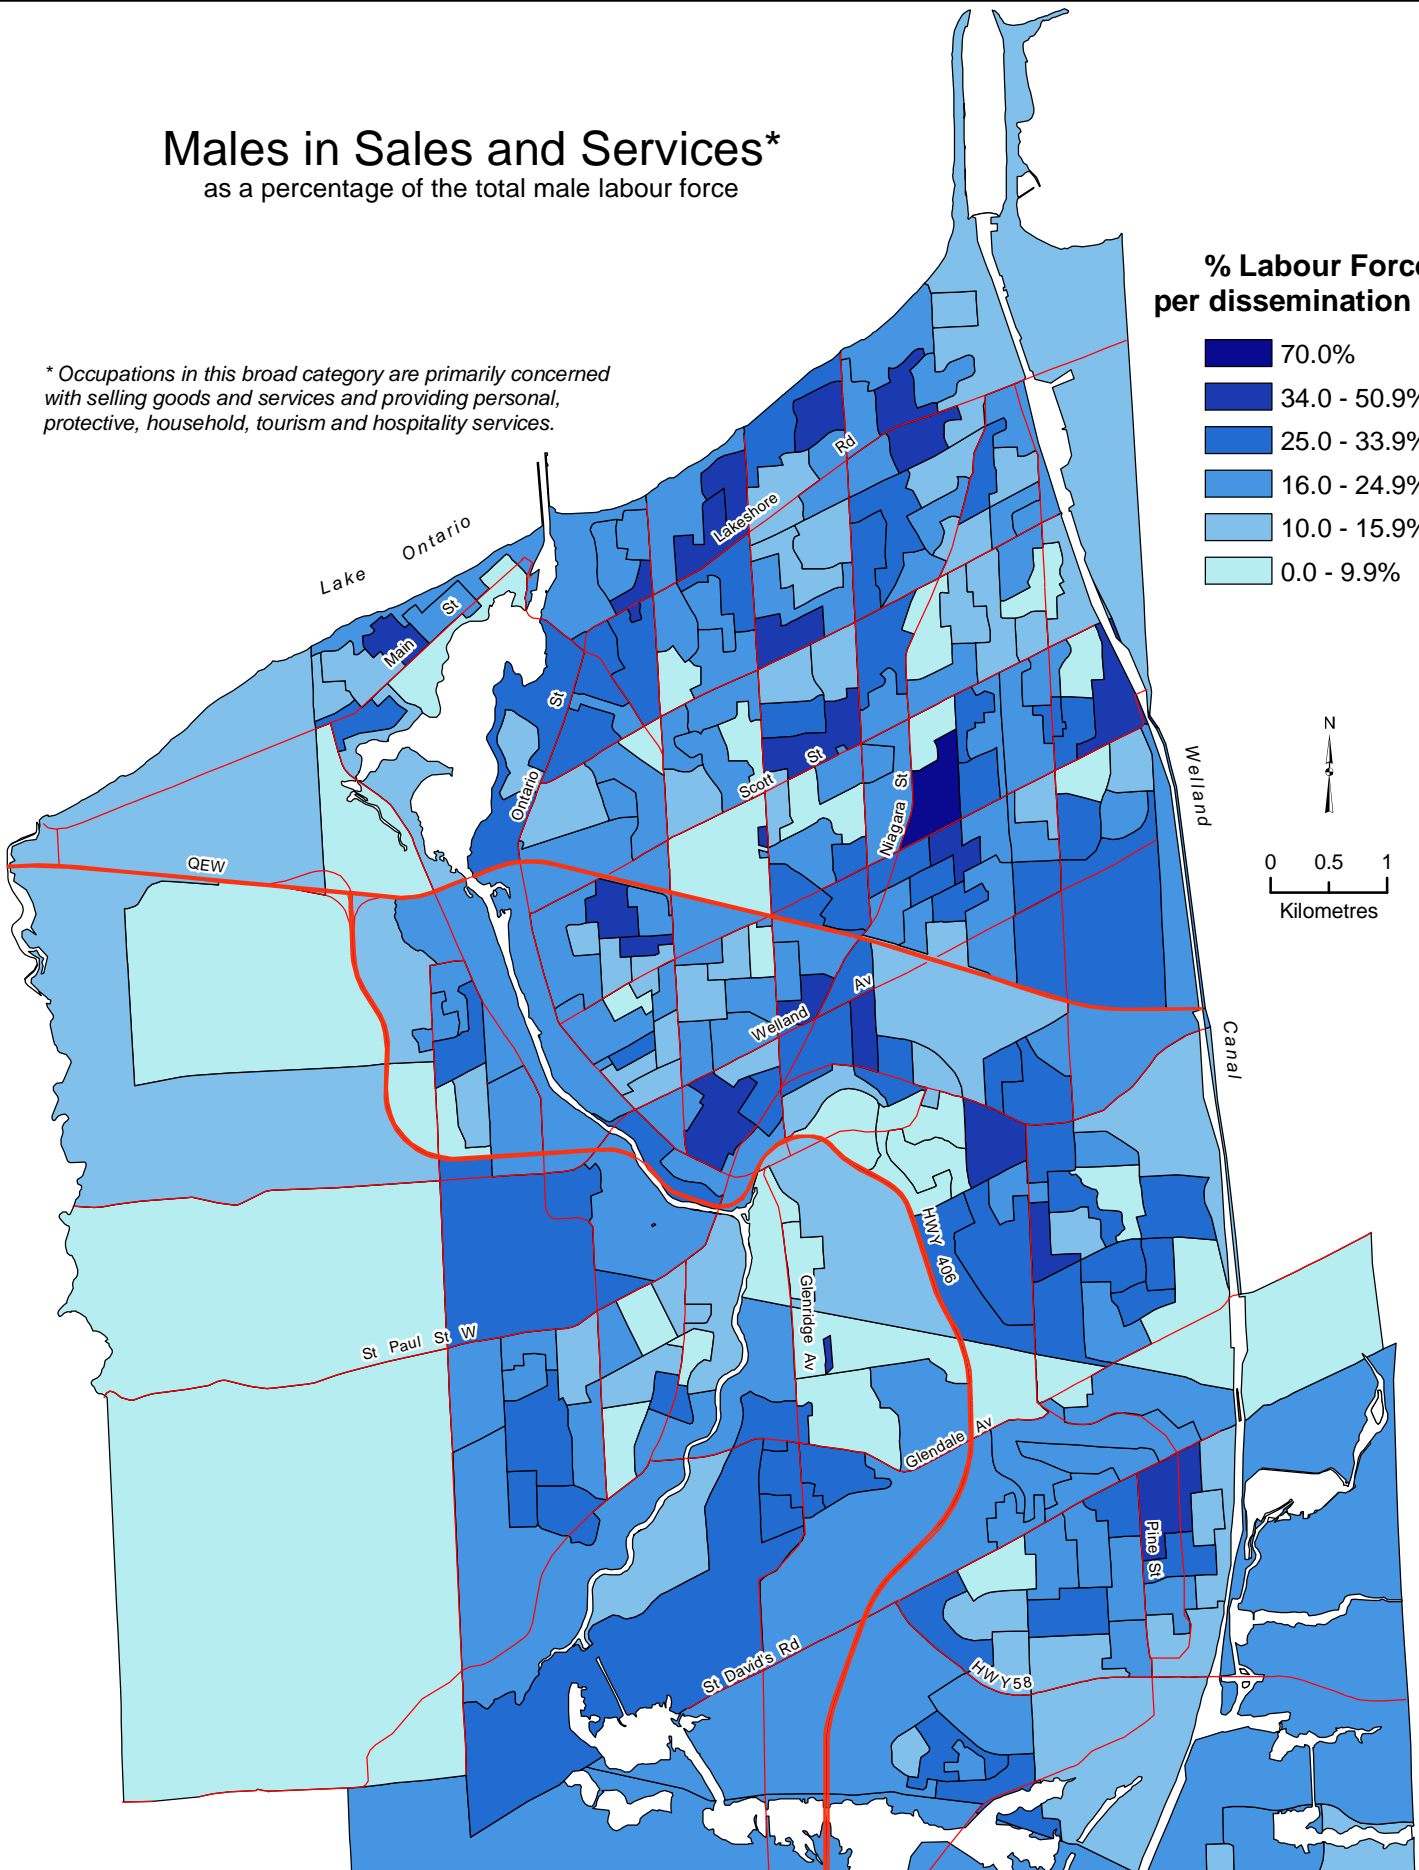 Males in Sales and Services*
as a percentage of the total male labour force
% Labour Force
per dissemination
70.0%
34.0 - 50.9%
25.0 - 33.9%
16.0 - 24.9%
10.0 - 15.9%
0.0 - 9.9%
* Occupations in this broad category are primarily concerned
with selling goods and services and providing personal,
protective, household, tourism and hospitality services.
Lake Ontario
Main St
Lakeshore Rd
Ontario St
Scott St
Niagara St
QEW
Welland Av
Welland Canal
N
0 0.5 1
Kilometres
HWY 406
Glenridge Av
St Paul St W
Glendale Av
Pine St
St David's Rd
HWY58